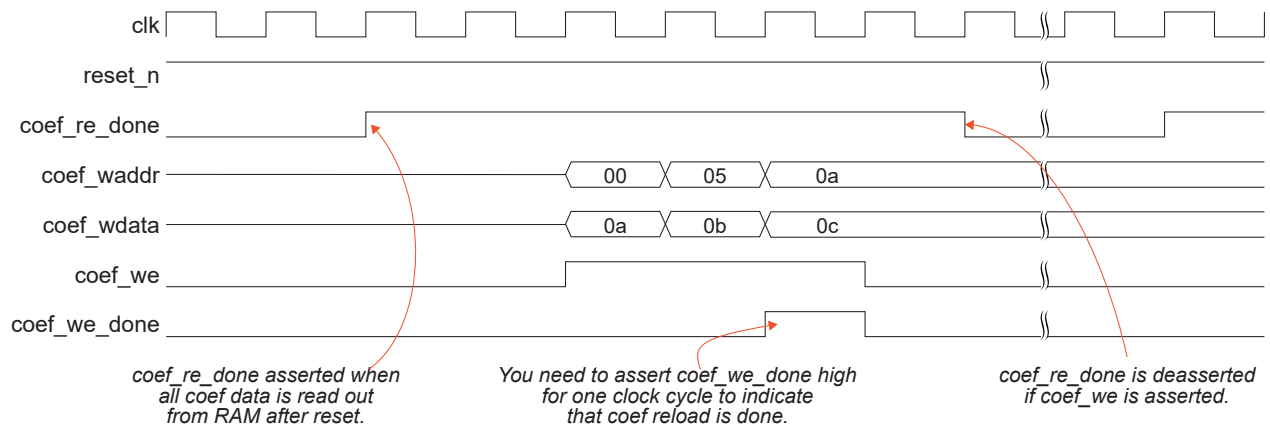 clk
reset_n
coef_re_done
coef_waddr 00 05 0a
coef_wdata 0a 0b 0c
coef_we
coef_we_done
coef_re_done asserted when
all coef data is read out
from RAM after reset.
You need to assert coef_we_done high
for one clock cycle to indicate
that coef reload is done.
coef_re_done is deasserted
if coef_we is asserted.